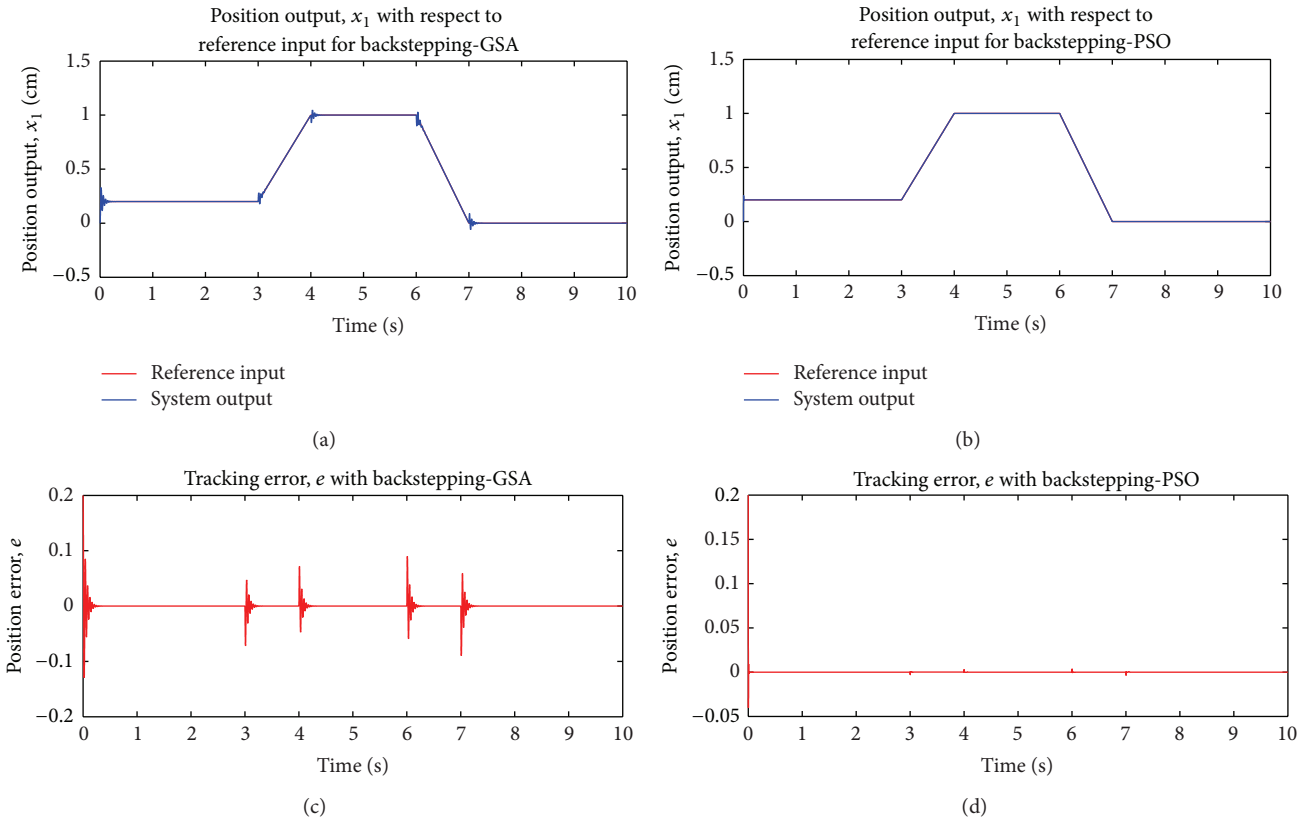 Position output, x1 with respect to
reference input for backstepping-GSA
1.5
1
0.5
0
−0.5
Position output, x1 (cm)
0 1 2 3 4 5 6 7 8 9 10
Time (s)
Reference input
System output
(a)
Position output, x1 with respect to
reference input for backstepping-PSO
1.5
1
0.5
0
−0.5
Position output, x1 (cm)
0 1 2 3 4 5 6 7 8 9 10
Time (s)
Reference input
System output
(b)
Tracking error, e with backstepping-GSA
0.2
0.1
0
−0.1
−0.2
Position error, e
0 1 2 3 4 5 6 7 8 9 10
Time (s)
(c)
Tracking error, e with backstepping-PSO
0.2
0.15
0.1
0.05
0
−0.05
Position error, e
0 1 2 3 4 5 6 7 8 9 10
Time (s)
(d)